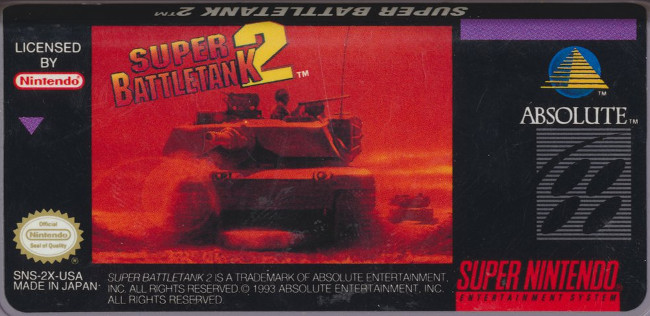 SUPER BATTLETANK 2™
LICENSED
BY
Nintendo®
SUPER
BATTLETANK 2™
™
ABSOLUTE™
Official
Nintendo
Seal of Quality
®
SNS-2X-USA
MADE IN JAPAN
SUPER BATTLETANK 2 IS A TRADEMARK OF ABSOLUTE ENTERTAINMENT,
INC. ALL RIGHTS RESERVED.© 1993 ABSOLUTE ENTERTAINMENT, INC.
ALL RIGHTS RESERVED.
SUPER NINTENDO
ENTERTAINMENT SYSTEM